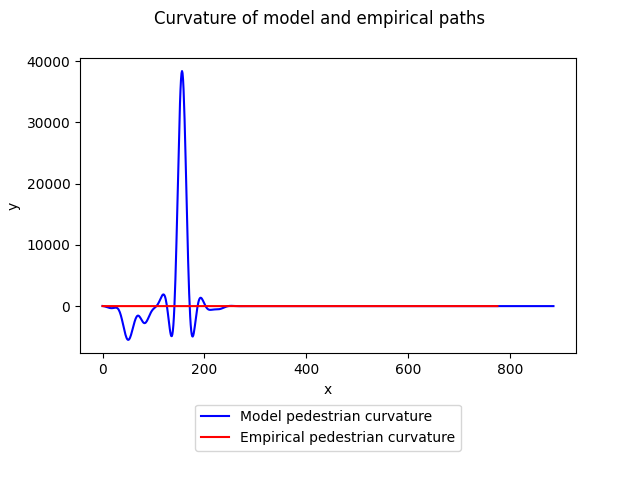 Curvature of model and empirical paths
40000
30000
20000
10000
0
y
0 200 400 600 800
x
Model pedestrian curvature
Empirical pedestrian curvature